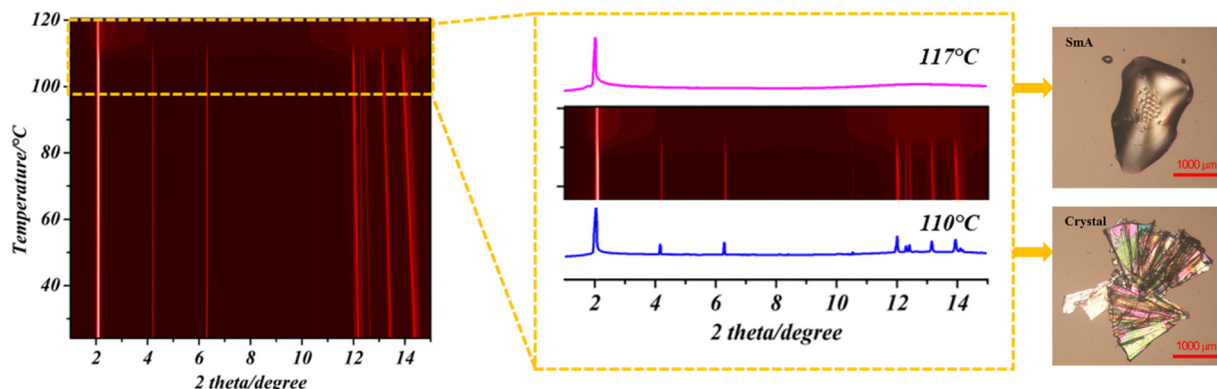 120
100
80
60
40
Temperature/°C
2 4 6 8 10 12 14
2 theta/degree
117°C
110°C
2 4 6 8 10 12 14
2 theta/degree
SmA
1000 μm
Crystal
1000 μm